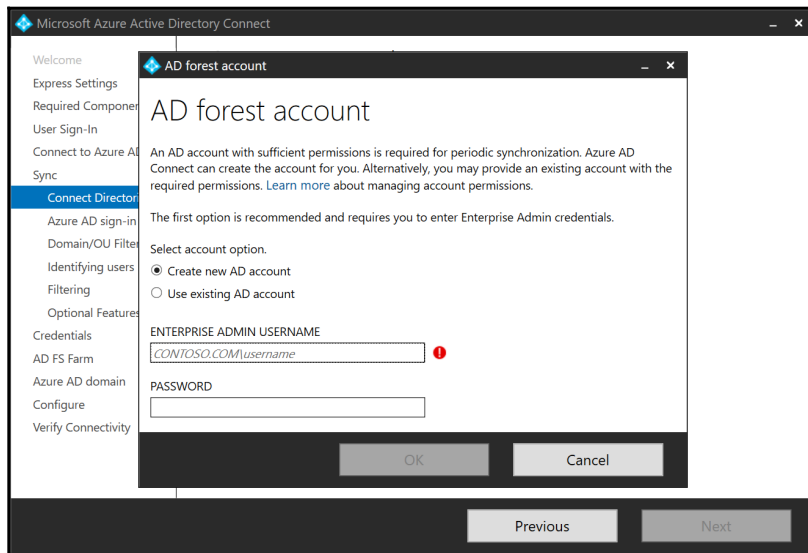 Microsoft Azure Active Directory Connect
Welcome
Express Settings
Required Componen
User Sign-In
Connect to Azure AD
Sync
Connect Directori
Azure AD sign-in
Domain/OU Filter
Identifying users
Filtering
Optional Features
Credentials
AD FS Farm
Azure AD domain
Configure
Verify Connectivity
AD forest account
AD forest account
An AD account with sufficient permissions is required for periodic synchronization. Azure AD
Connect can create the account for you. Alternatively, you may provide an existing account with the
required permissions. Learn more about managing account permissions.
The first option is recommended and requires you to enter Enterprise Admin credentials.
Select account option.
Create new AD account
Use existing AD account
ENTERPRISE ADMIN USERNAME
CONTOSO.COM\username
PASSWORD
OK
Cancel
Previous
Next